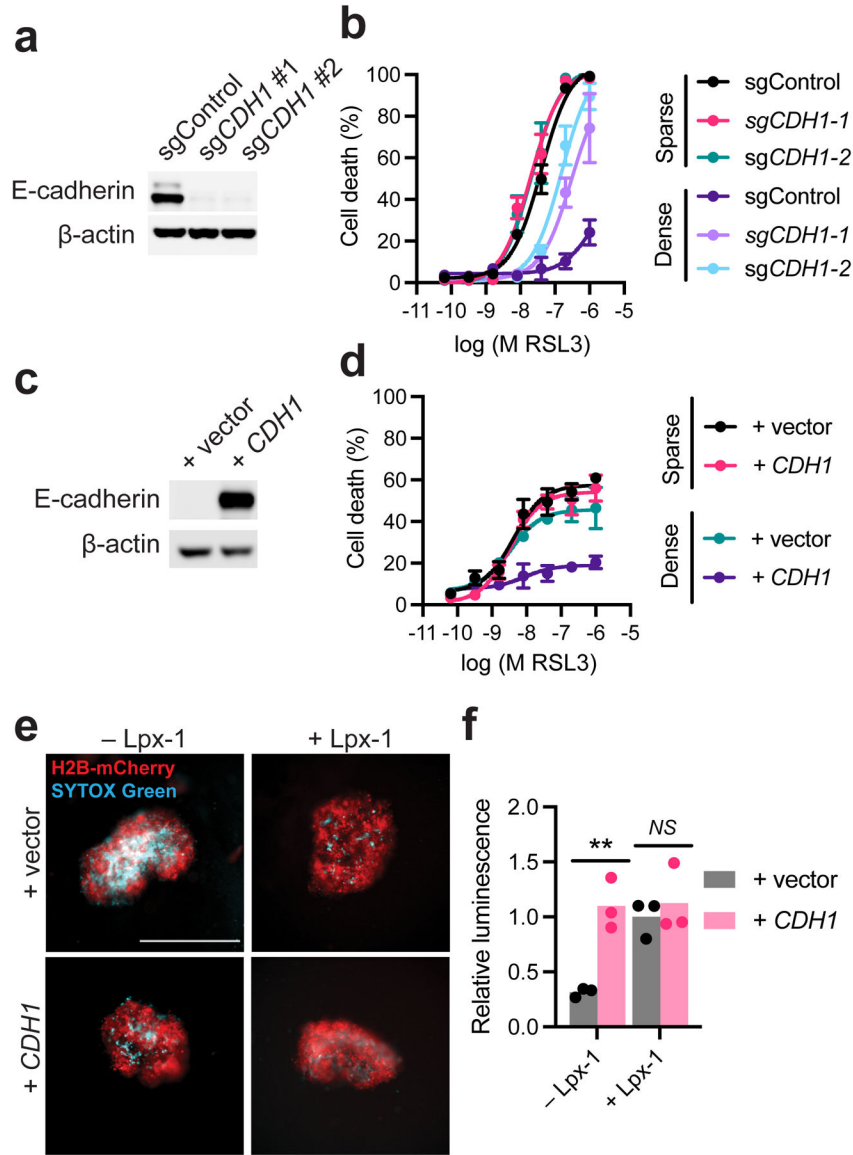 a
sgControl
sgCDH1 #1
sgCDH1 #2
E-cadherin
β-actin
b
Cell death (%)
100
80
60
40
20
0
-11 -10 -9 -8 -7 -6 -5
log (M RSL3)
Sparse
sgControl
sgCDH1-1
sgCDH1-2
Dense
sgControl
sgCDH1-1
sgCDH1-2
c
+ vector
+ CDH1
E-cadherin
β-actin
d
Cell death (%)
100
80
60
40
20
0
-11 -10 -9 -8 -7 -6 -5
log (M RSL3)
Sparse
+ vector
+ CDH1
Dense
+ vector
+ CDH1
e
– Lpx-1
+ Lpx-1
H2B-mCherry
SYTOX Green
+ vector
+ CDH1
f
Relative luminescence
2.0
1.5
1.0
0.5
0.0
**
NS
– Lpx-1
+ Lpx-1
+ vector
+ CDH1